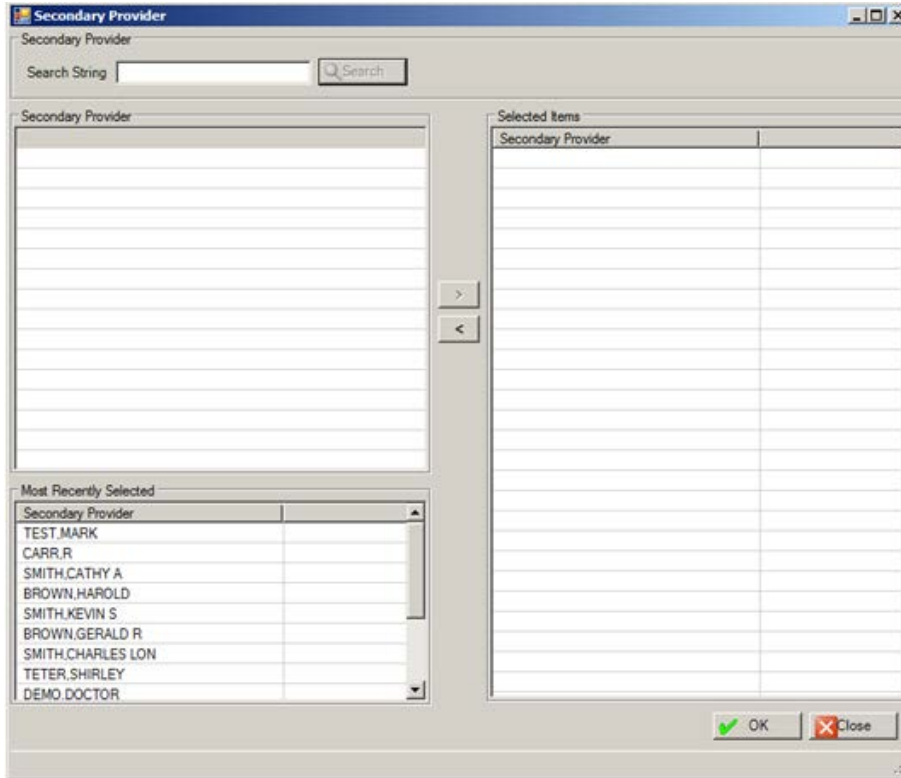 Secondary Provider
Secondary Provider
Search String
Search
Secondary Provider
Selected Items
Secondary Provider
>
<
Most Recently Selected
Secondary Provider
TEST,MARK
CARR,R
SMITH,CATHY A
BROWN,HAROLD
SMITH,KEVIN S
BROWN,GERALD R
SMITH,CHARLES LON
TETER,SHIRLEY
DEMO,DOCTOR
OK
Close